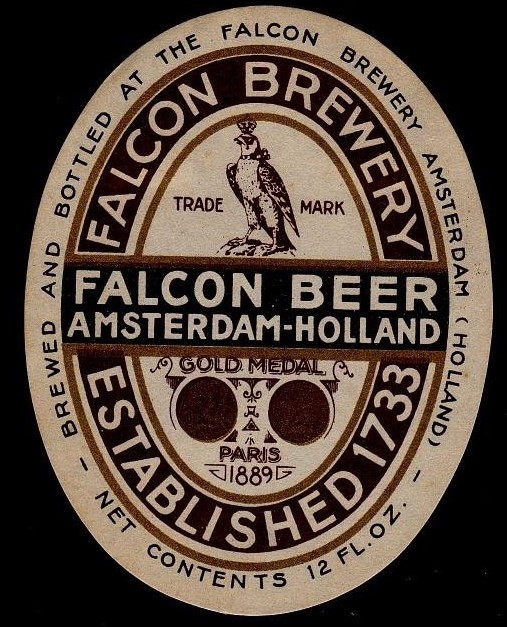 BREWED AND BOTTLED AT THE FALCON BREWERY AMSTERDAM (HOLLAND)
FALCON BREWERY
TRADE MARK
FALCON BEER
AMSTERDAM-HOLLAND
GOLD MEDAL
PARIS
1889
ESTABLISHED 1733
- NET CONTENTS 12 FL.OZ. -